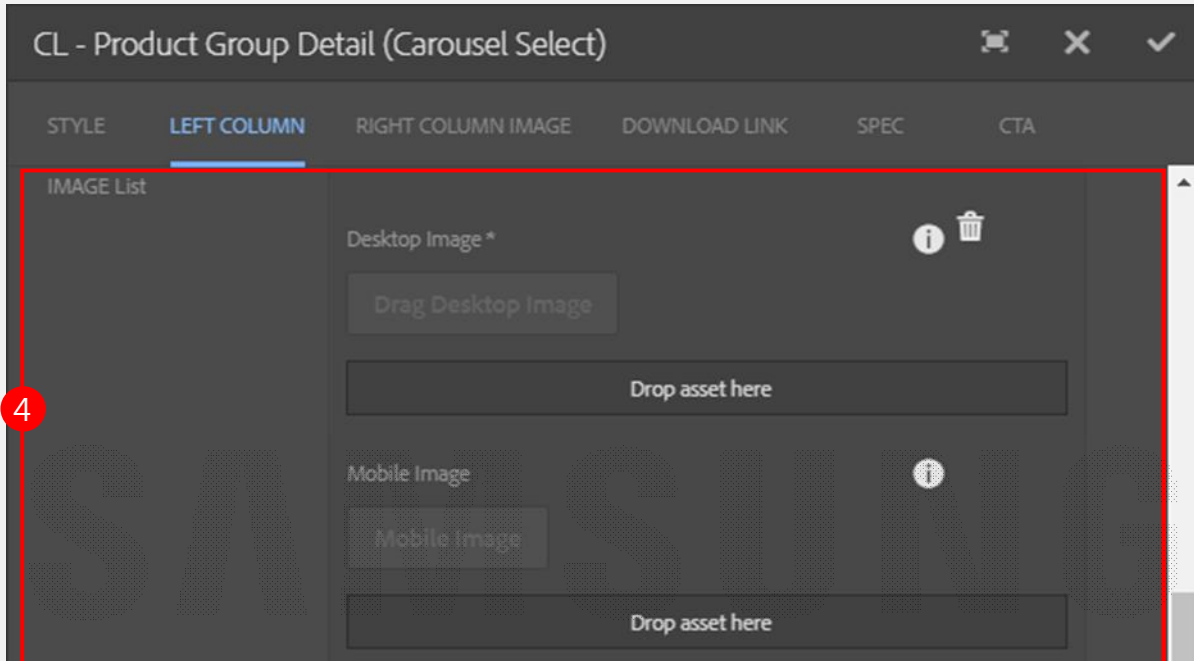 CL - Product Group Detail (Carousel Select)
STYLE LEFT COLUMN RIGHT COLUMN IMAGE DOWNLOAD LINK SPEC CTA
IMAGE List
Desktop Image *
Drag Desktop Image
Drop asset here
4
Mobile Image
Mobile Image
Drop asset here
SAMSUNG